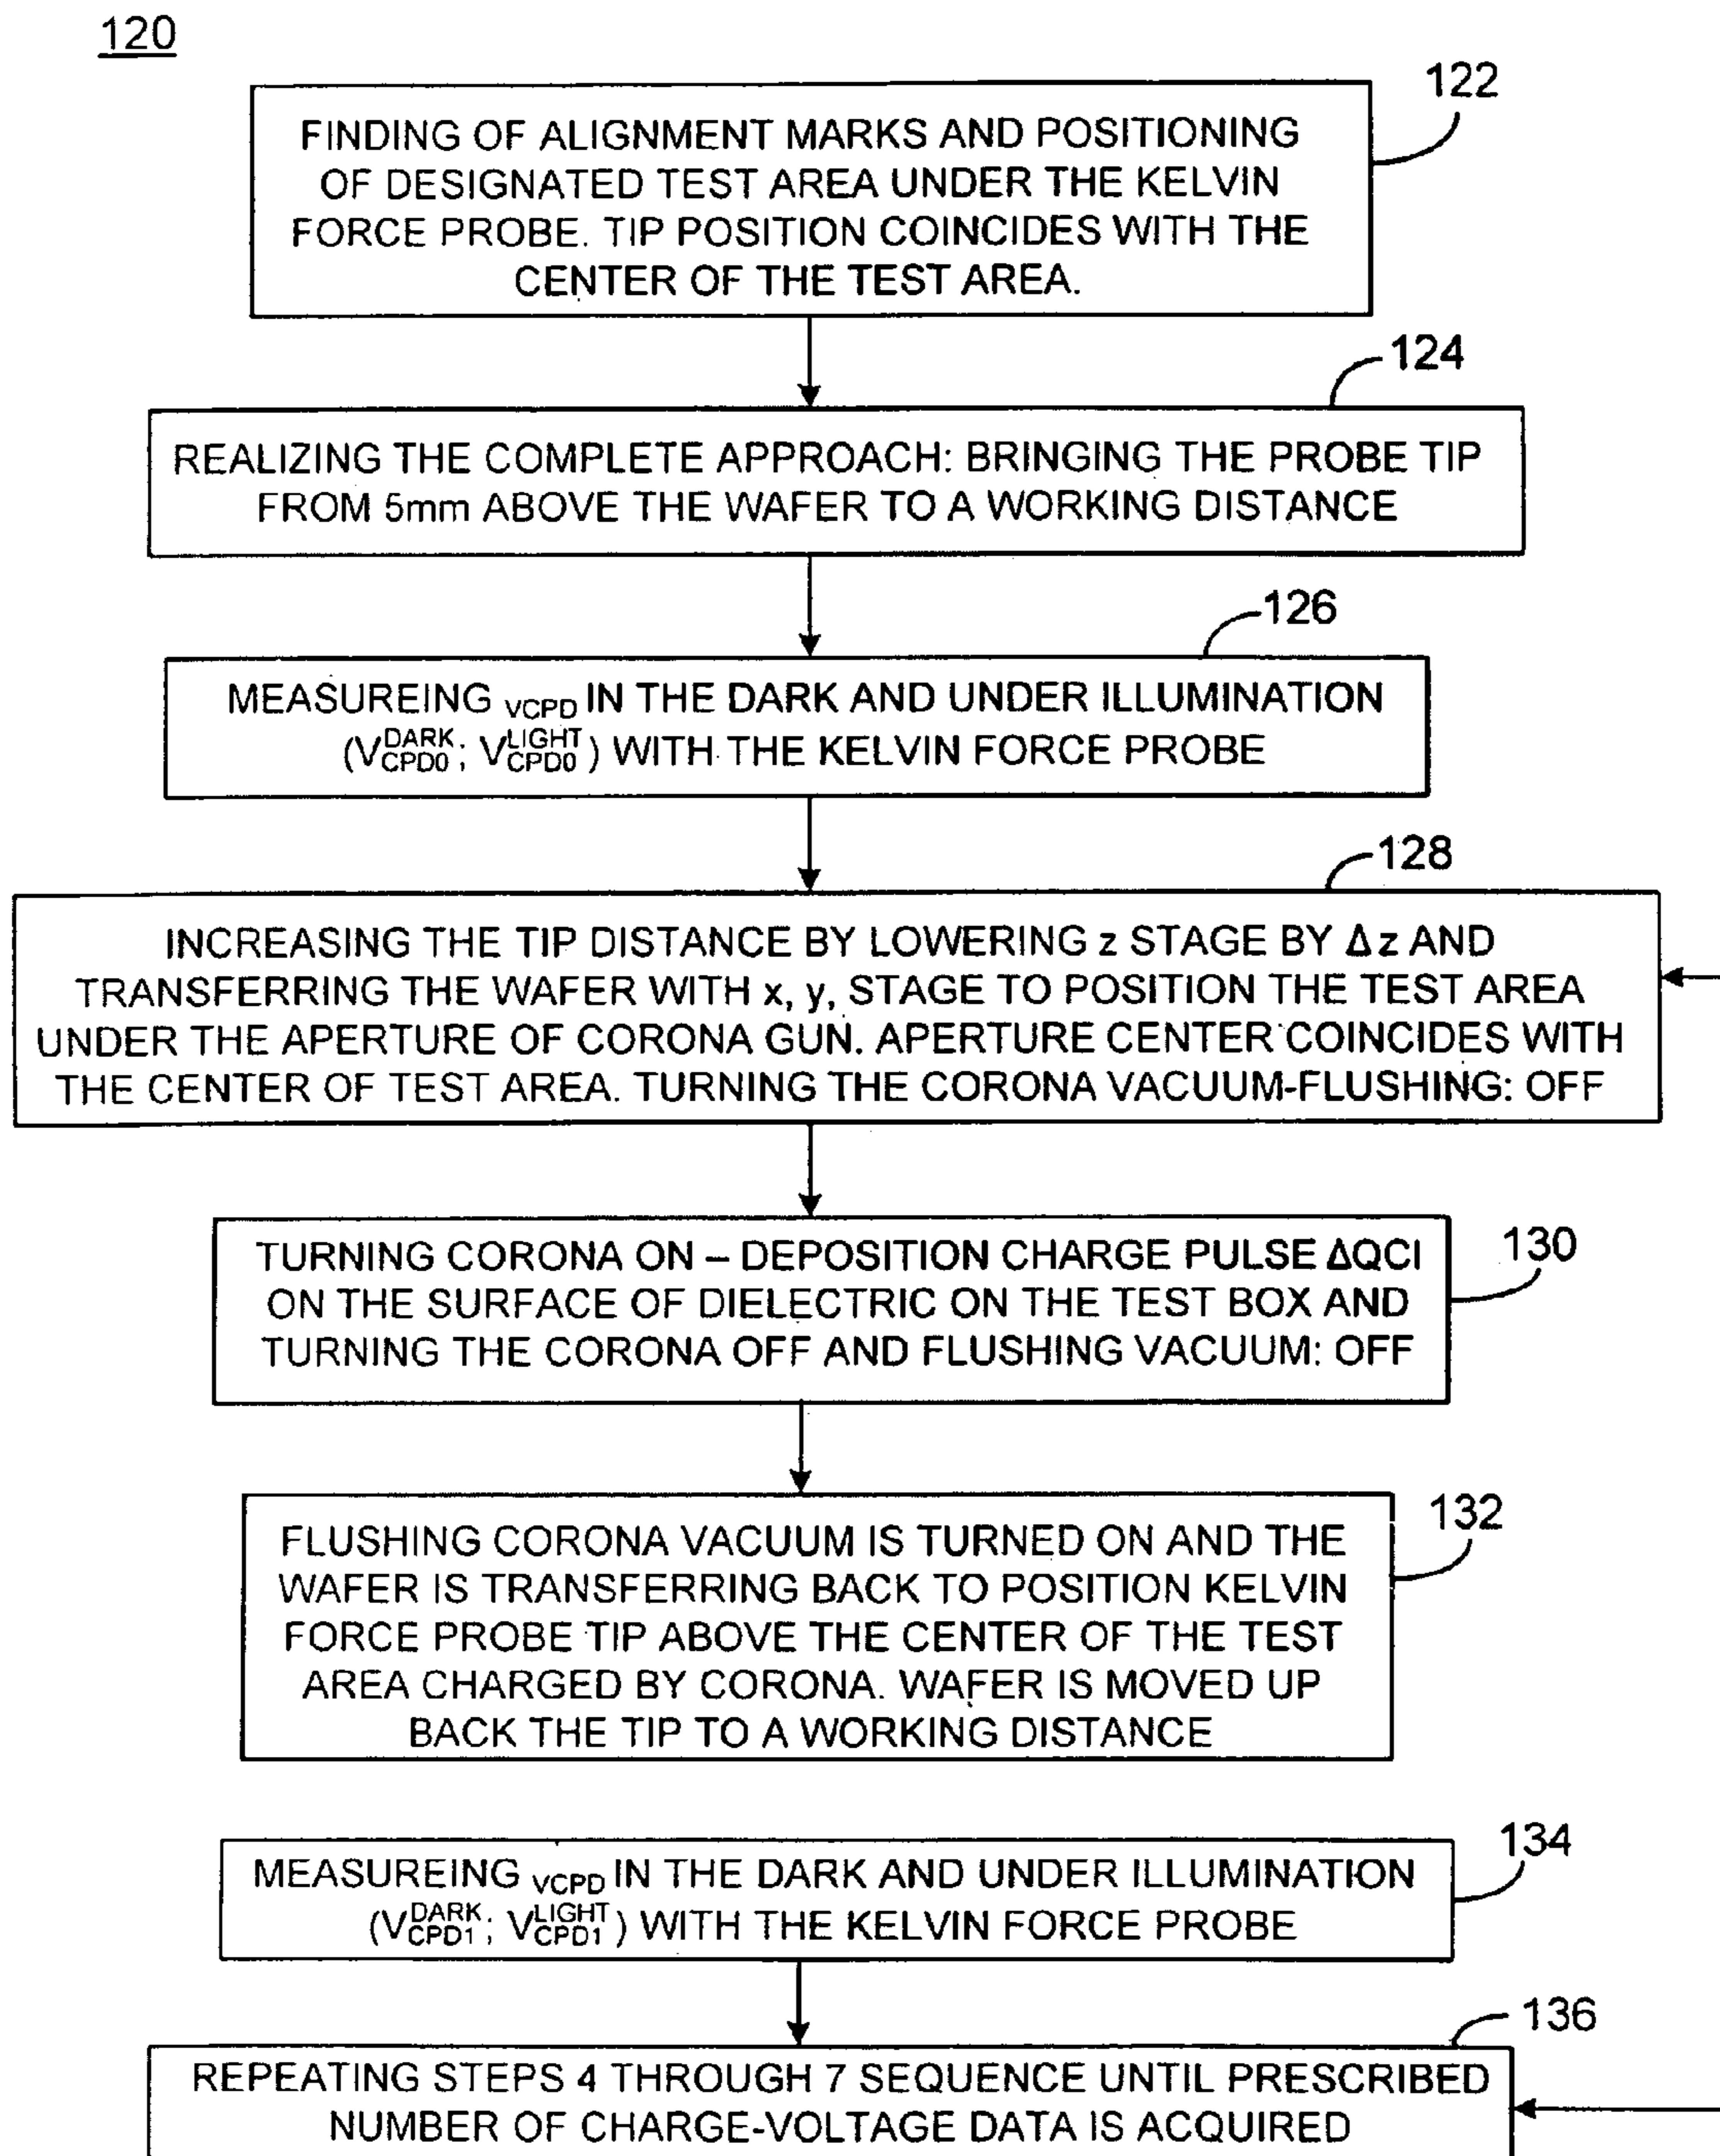 120
122
FINDING OF ALIGNMENT MARKS AND POSITIONING
OF DESIGNATED TEST AREA UNDER THE KELVIN
FORCE PROBE. TIP POSITION COINCIDES WITH THE
CENTER OF THE TEST AREA.
124
REALIZING THE COMPLETE APPROACH: BRINGING THE PROBE TIP
FROM 5mm ABOVE THE WAFER TO A WORKING DISTANCE
126
MEASUREING VCPD IN THE DARK AND UNDER ILLUMINATION
(V_CPD0^DARK; V_CPD0^LIGHT) WITH THE KELVIN FORCE PROBE
128
INCREASING THE TIP DISTANCE BY LOWERING z STAGE BY Δz AND
TRANSFERRING THE WAFER WITH x, y, STAGE TO POSITION THE TEST AREA
UNDER THE APERTURE OF CORONA GUN. APERTURE CENTER COINCIDES WITH
THE CENTER OF TEST AREA. TURNING THE CORONA VACUUM-FLUSHING: OFF
130
TURNING CORONA ON – DEPOSITION CHARGE PULSE ΔQCI
ON THE SURFACE OF DIELECTRIC ON THE TEST BOX AND
TURNING THE CORONA OFF AND FLUSHING VACUUM: OFF
132
FLUSHING CORONA VACUUM IS TURNED ON AND THE
WAFER IS TRANSFERRING BACK TO POSITION KELVIN
FORCE PROBE TIP ABOVE THE CENTER OF THE TEST
AREA CHARGED BY CORONA. WAFER IS MOVED UP
BACK THE TIP TO A WORKING DISTANCE
134
MEASUREING VCPD IN THE DARK AND UNDER ILLUMINATION
(V_CPD1^DARK; V_CPD1^LIGHT) WITH THE KELVIN FORCE PROBE
136
REPEATING STEPS 4 THROUGH 7 SEQUENCE UNTIL PRESCRIBED
NUMBER OF CHARGE-VOLTAGE DATA IS ACQUIRED